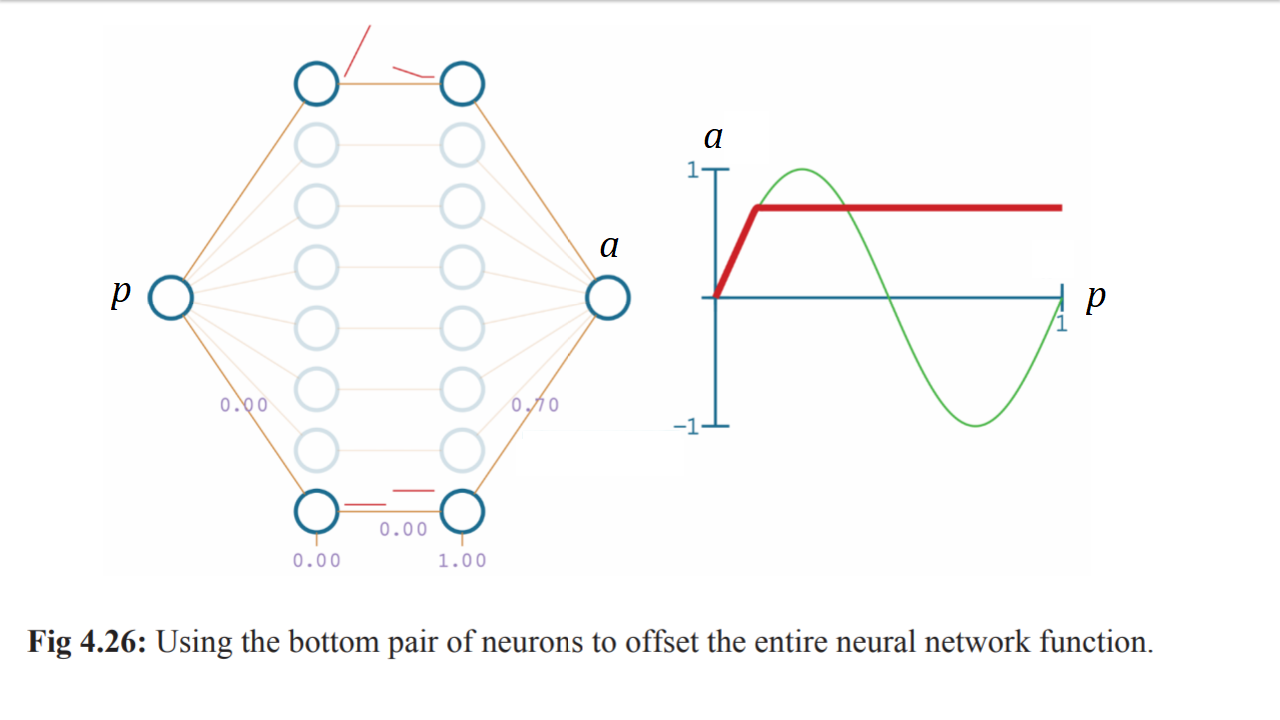 a
1
a
p
p
1
0.00
0.70
-1
0.00
0.00
1.00
Fig 4.26: Using the bottom pair of neurons to offset the entire neural network function.